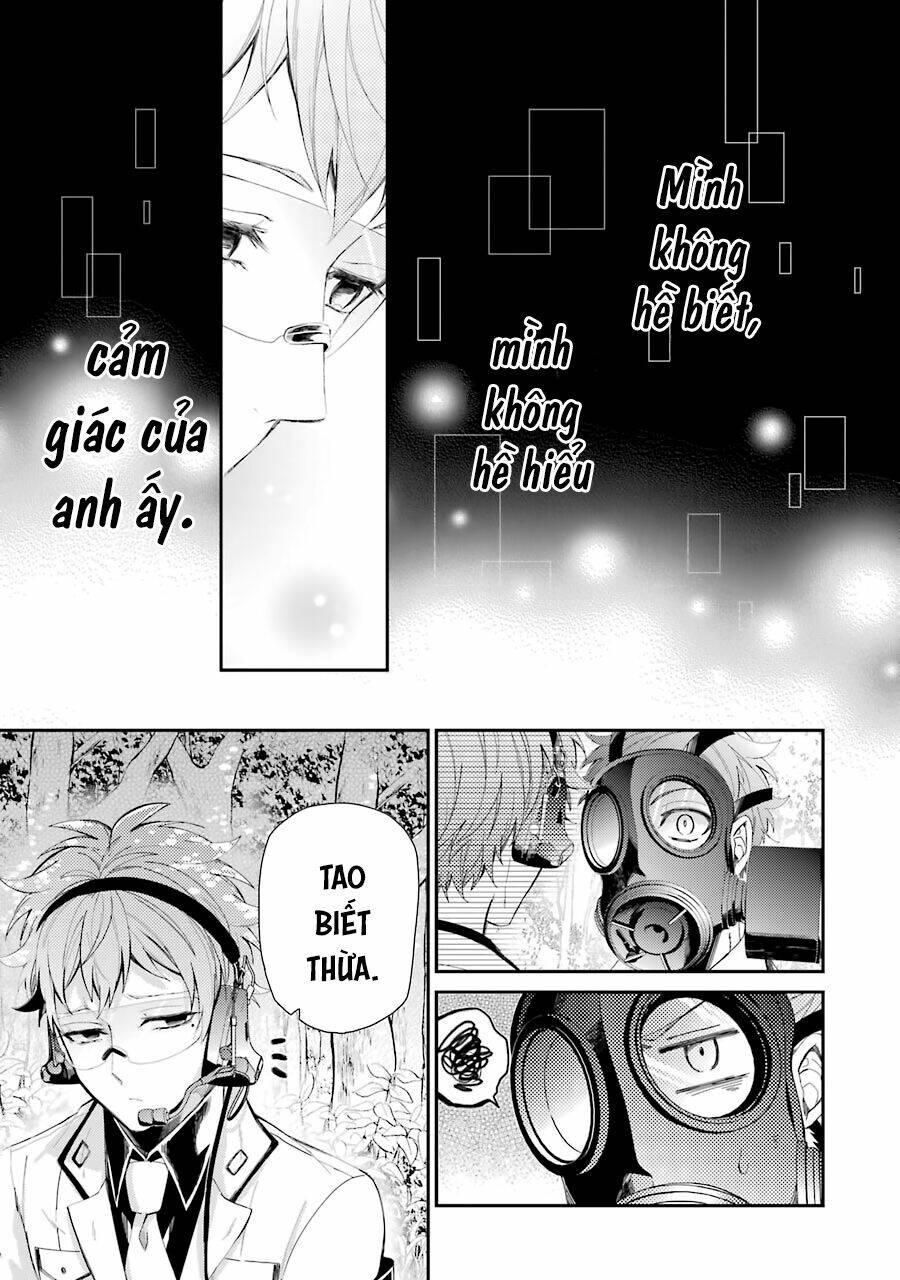 Mình
không
hề biết,
mình
không
hề hiểu
cảm
giác của
anh ấy.
TAO
BIẾT
THỪA.